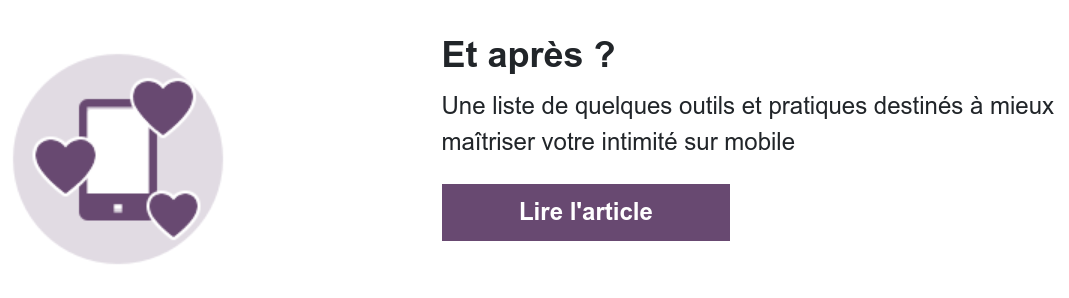 Et après ?
Une liste de quelques outils et pratiques destinés à mieux
maîtriser votre intimité sur mobile
Lire l'article